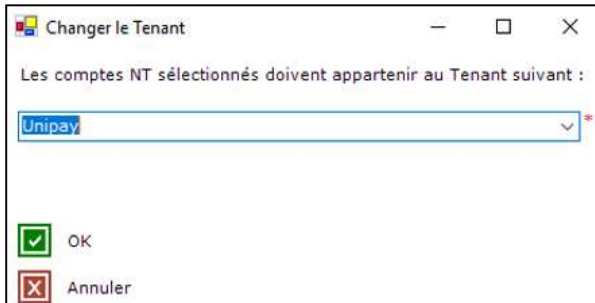 Changer le Tenant
Les comptes NT sélectionnés doivent appartenir au Tenant suivant :
Unipay
*
OK
Annuler